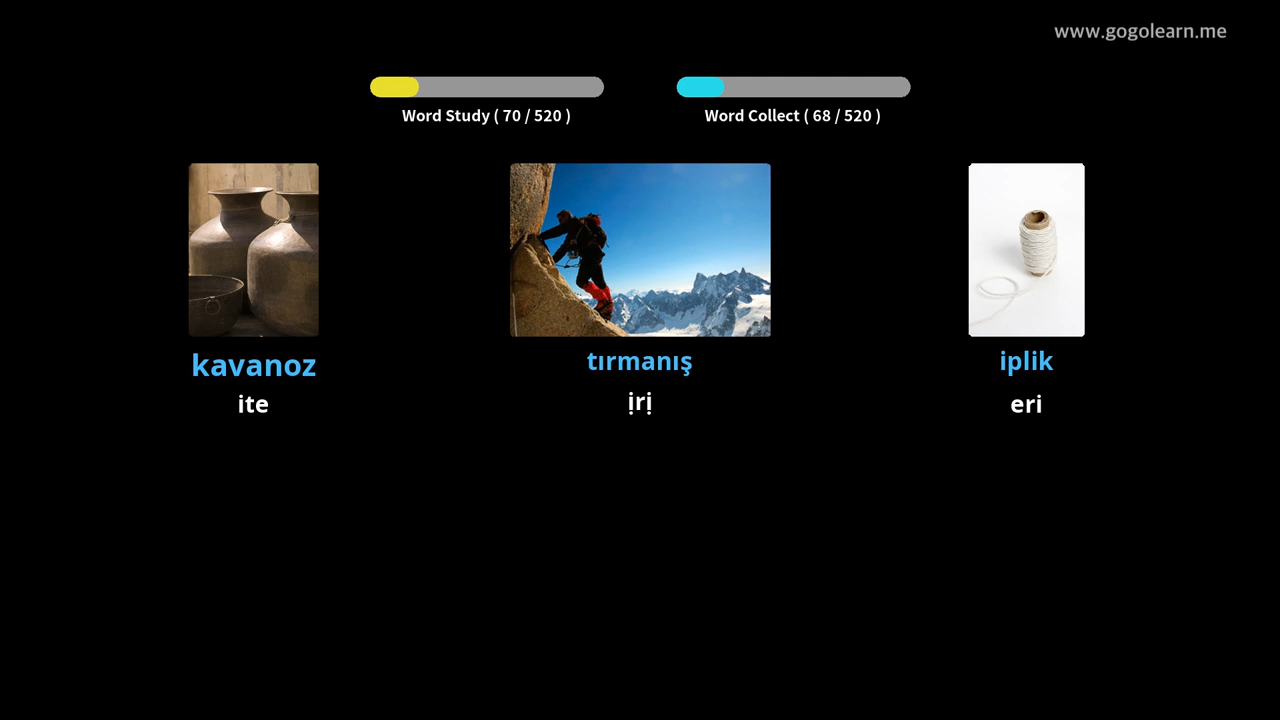 www.gogolearn.me
Word Study ( 70 / 520 )
Word Collect ( 68 / 520 )
kavanoz
ite
tırmanış
ịrị
iplik
eri